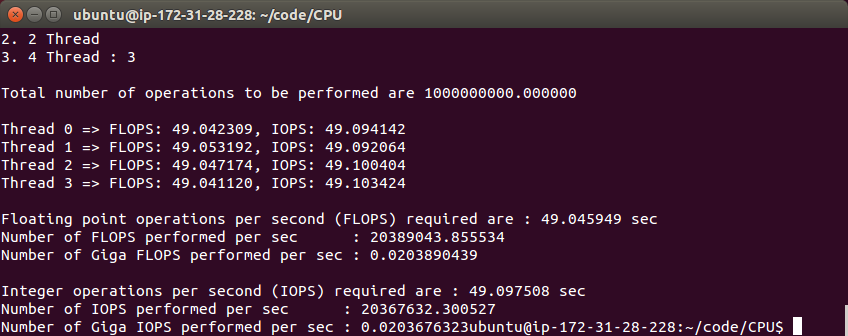 ubuntu@ip-172-31-28-228: ~/code/CPU
2. 2 Thread
3. 4 Thread : 3
Total number of operations to be performed are 1000000000.000000
Thread 0 => FLOPS: 49.042309, IOPS: 49.094142
Thread 1 => FLOPS: 49.053192, IOPS: 49.092064
Thread 2 => FLOPS: 49.047174, IOPS: 49.100404
Thread 3 => FLOPS: 49.041120, IOPS: 49.103424
Floating point operations per second (FLOPS) required are : 49.045949 sec
Number of FLOPS performed per sec      : 20389043.855534
Number of Giga FLOPS performed per sec : 0.0203890439
Integer operations per second (IOPS) required are : 49.097508 sec
Number of IOPS performed per sec      : 20367632.300527
Number of Giga IOPS performed per sec : 0.0203676323ubuntu@ip-172-31-28-228:~/code/CPU$